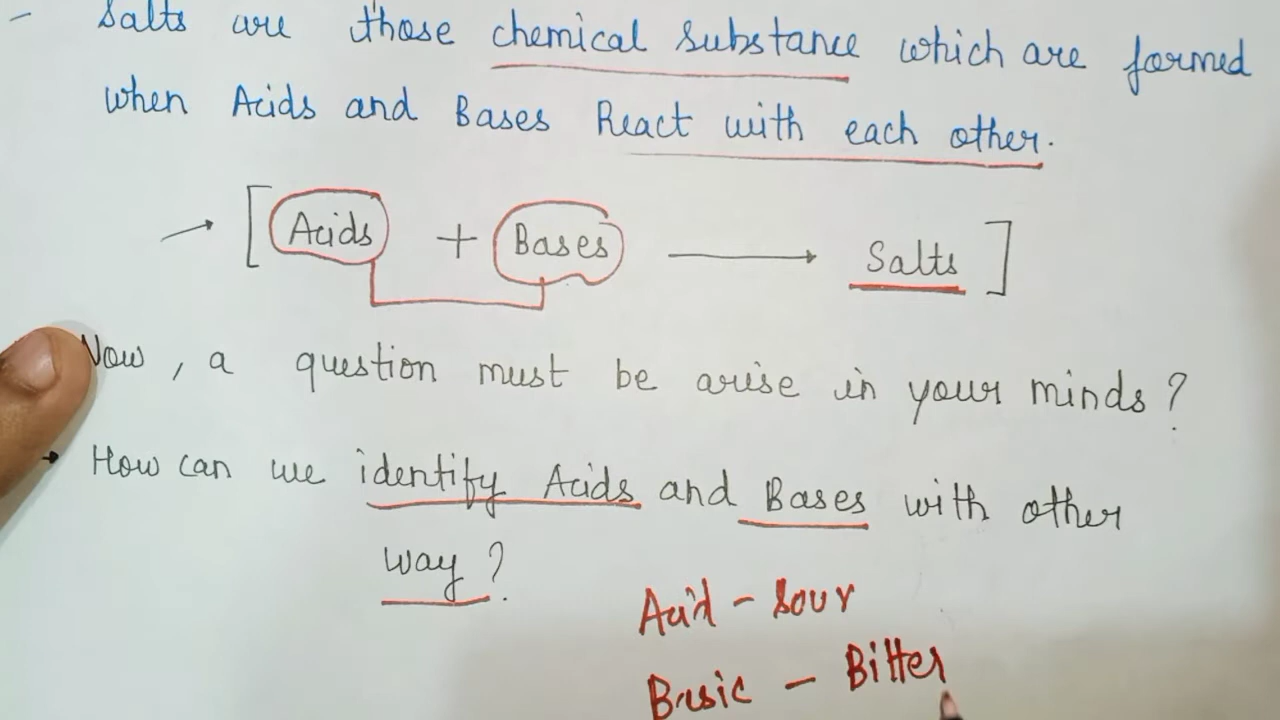 - Salts are those chemical substance which are formed
when Acids and Bases React with each other.
→ [ Acids + Bases → Salts ]
Now, a question must be arise in your minds?
→ How can we identify Acids and Bases with other
way?
Acid - Sour
Basic - Bitter